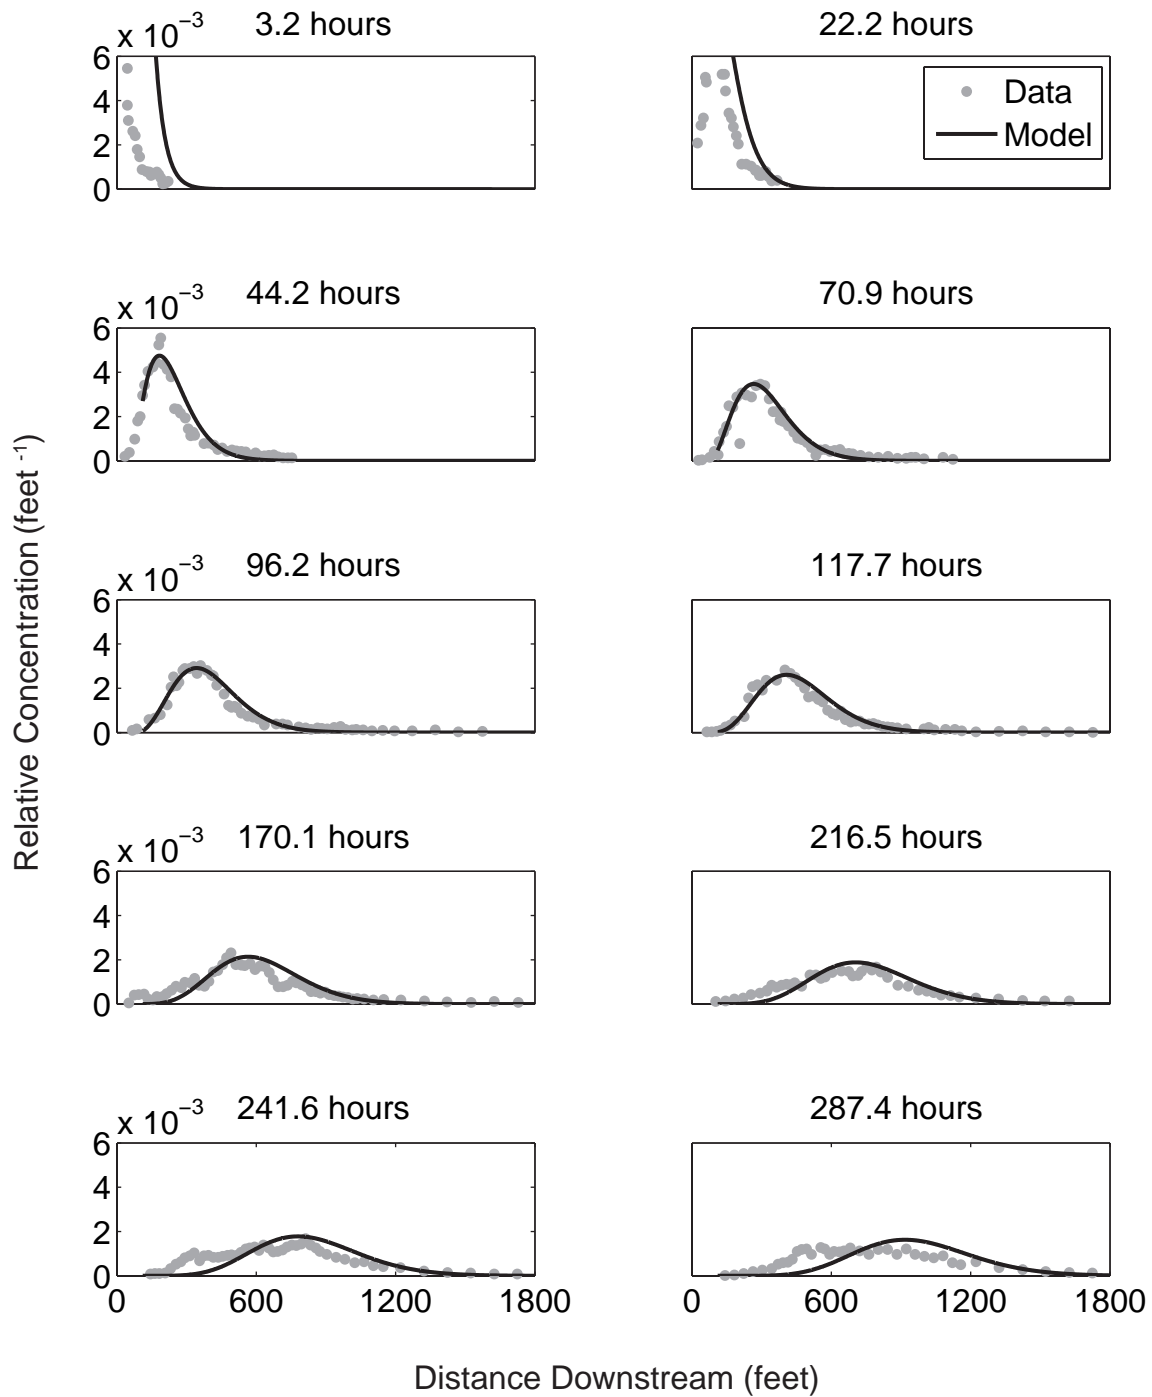 x 10⁻³ 3.2 hours
22.2 hours
6
4
2
0
Data
Model
x 10⁻³ 44.2 hours
70.9 hours
6
4
2
0
x 10⁻³ 96.2 hours
117.7 hours
6
4
2
0
Relative Concentration (feet ⁻¹)
x 10⁻³ 170.1 hours
216.5 hours
6
4
2
0
x 10⁻³ 241.6 hours
287.4 hours
6
4
2
0
0 600 1200 1800
0 600 1200 1800
Distance Downstream (feet)